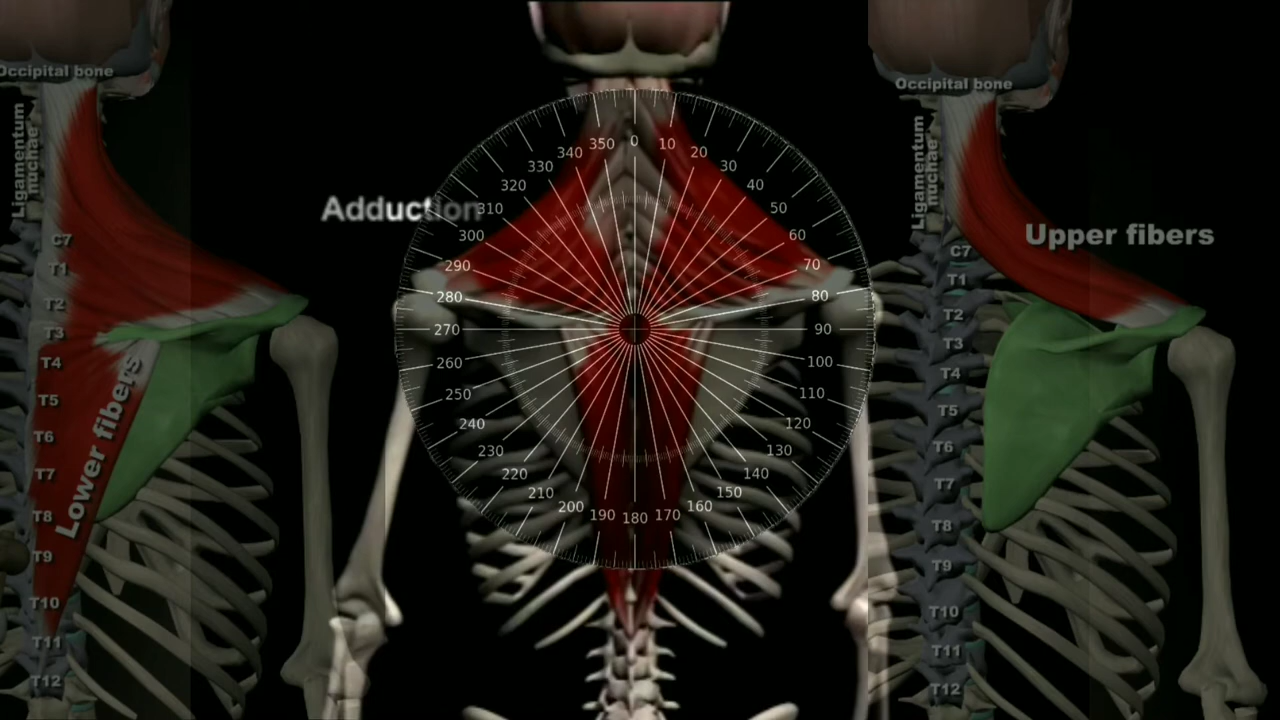 Occipital bone
Ligamentum
nuchae
C7
T1
T2
T3
T4
T5
T6
T7
T8
T9
T10
T11
T12
Lower fibers
Adduction
0
10
20
30
40
50
60
70
80
90
100
110
120
130
140
150
160
170
180
190
200
210
220
230
240
250
260
270
280
290
300
310
320
330
340
350
Occipital bone
Ligamentum
nuchae
Upper fibers
C7
T1
T2
T3
T4
T5
T6
T7
T8
T9
T10
T11
T12